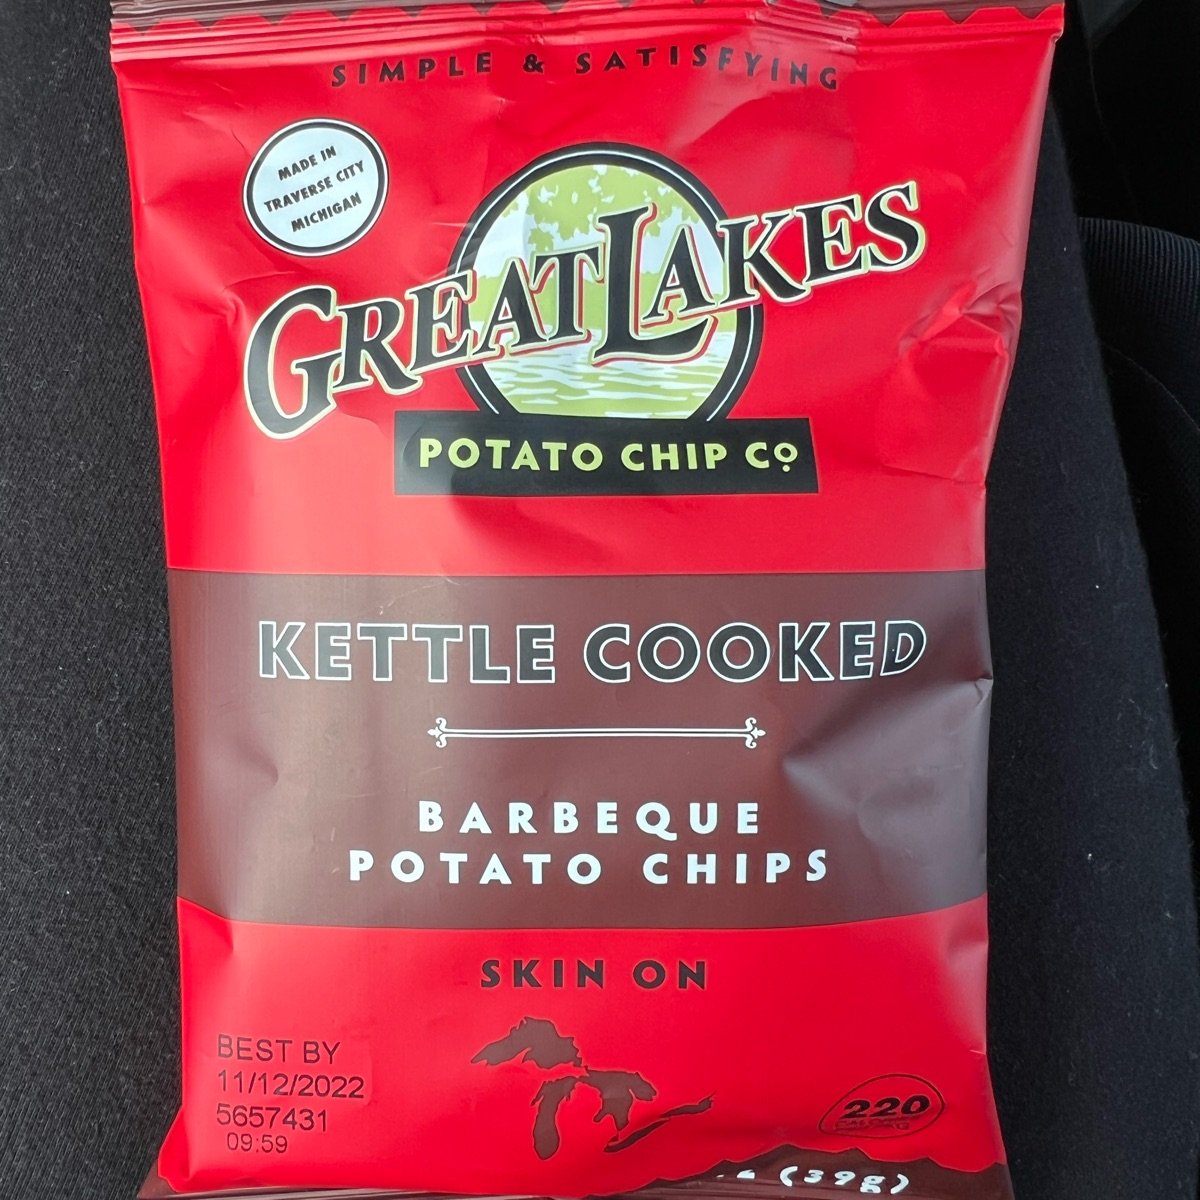 SIMPLE & SATISFYING
MADE IN
TRAVERSE CITY
MICHIGAN
GREAT LAKES
POTATO CHIP CO
KETTLE COOKED
BARBEQUE
POTATO CHIPS
SKIN ON
BEST BY
11/12/2022
5657431
09:59
220
(39g)